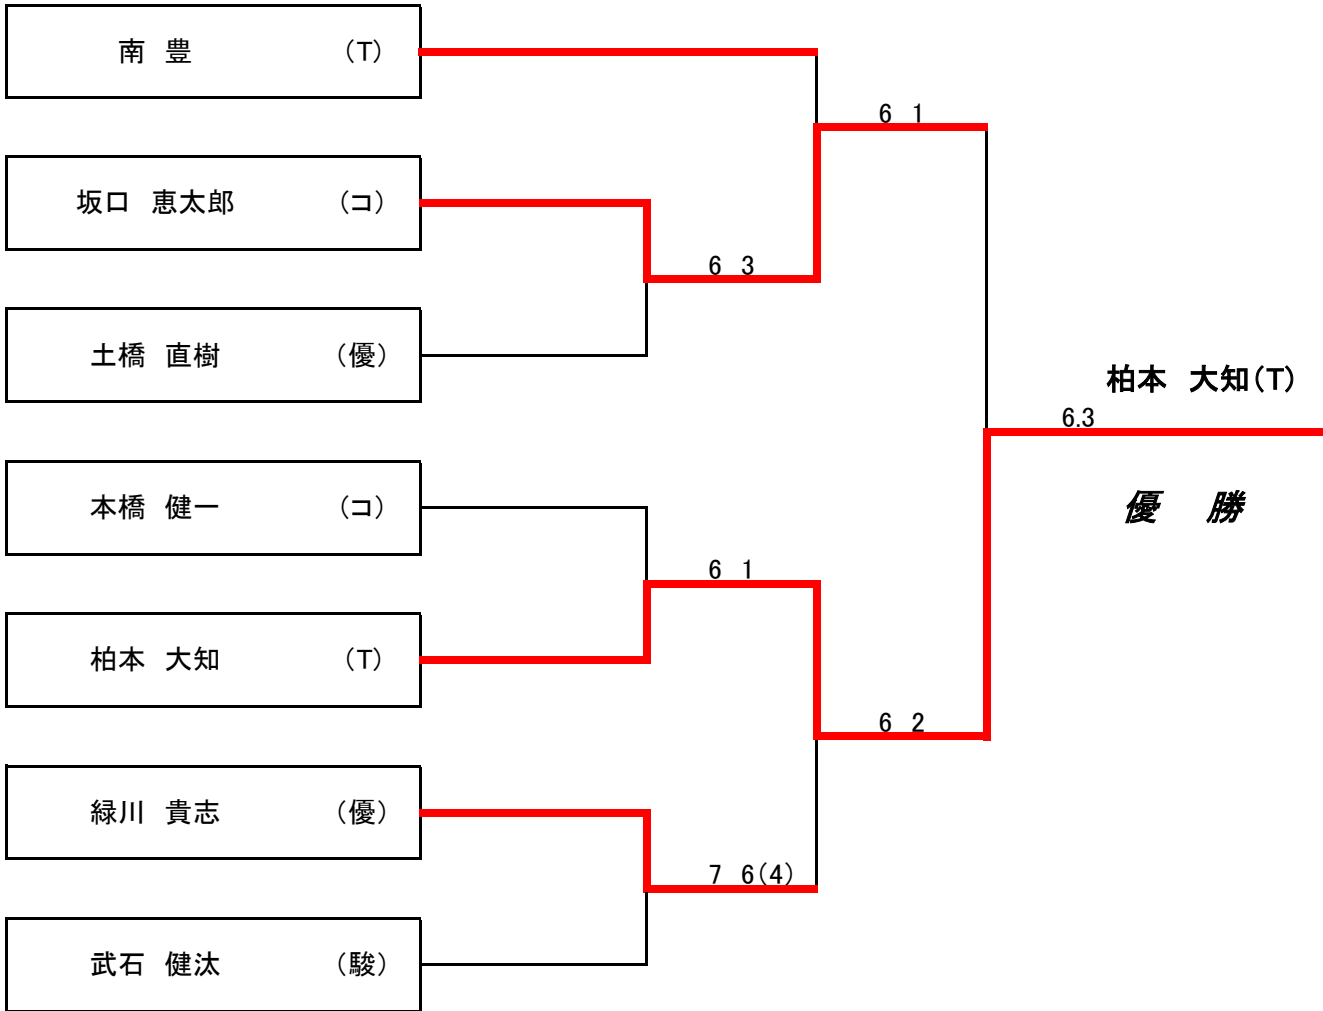 南 豊 (T)
6 1
坂口 恵太郎 (コ)
6 3
土橋 直樹 (優)
柏本 大知(T)
6.3
優 勝
本橋 健一 (コ)
6 1
柏本 大知 (T)
6 2
緑川 貴志 (優)
7 6(4)
武石 健汰 (駿)